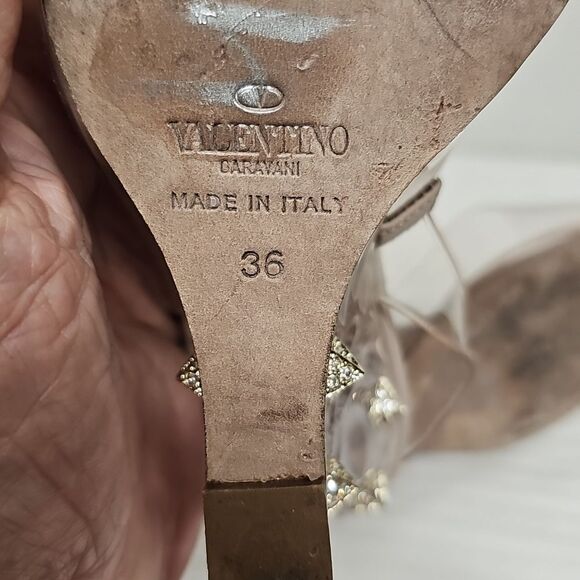 VALENTINO
GARAVANI
MADE IN ITALY
36